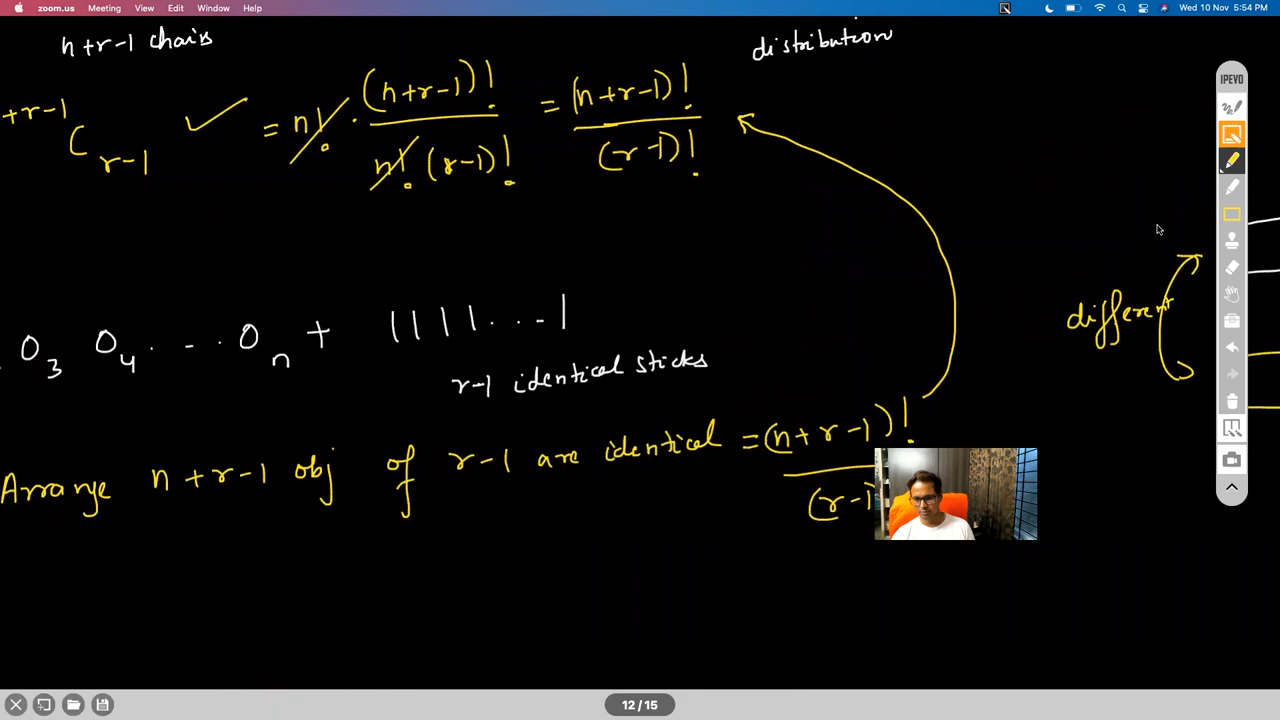 zoom.us Meeting View Edit Window Help Wed 10 Nov 5:54 PM
n+r-1 chairs
distribution
IPEVO
+r-1 C r-1 ✓ = n! · (n+r-1)! / n! (r-1)! = (n+r-1)! / (r-1)!
different
O3 O4 . - . . On + | | | | . . - |
r-1 identical sticks
Arrange n+r-1 obj of r-1 are identical = (n+r-1)! / (r-1)
12 / 15